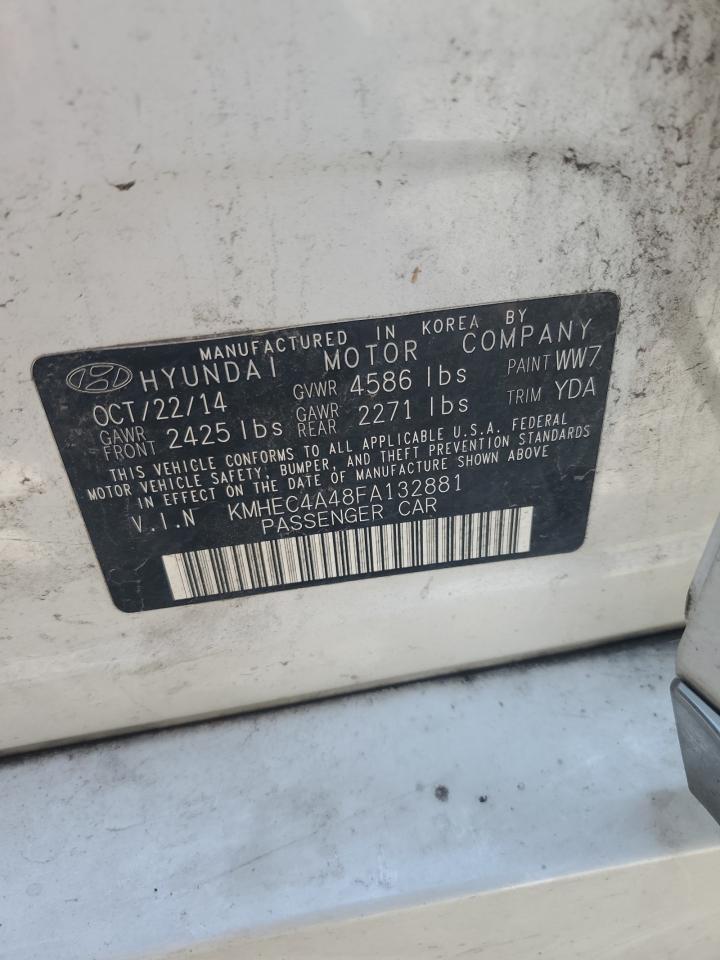 MANUFACTURED IN KOREA BY
HYUNDAI MOTOR COMPANY
OCT/22/14 GVWR 4586 lbs PAINT WW7
GAWR FRONT 2425 lbs GAWR REAR 2271 lbs TRIM YDA
THIS VEHICLE CONFORMS TO ALL APPLICABLE U.S.A. FEDERAL
MOTOR VEHICLE SAFETY, BUMPER, AND THEFT PREVENTION STANDARDS
IN EFFECT ON THE DATE OF MANUFACTURE SHOWN ABOVE
V.I.N KMHEC4A48FA132881
PASSENGER CAR